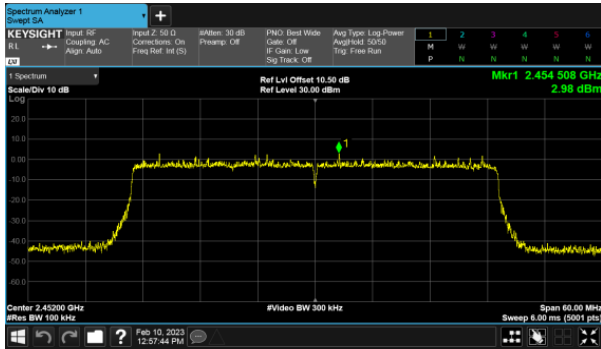 Spectrum Analyzer 1
Swept SA
+
KEYSIGHT
RL
Input: RF
Coupling: AC
Align: Auto
Input Z: 50 Ω
Corrections: On
Freq Ref: Int (S)
#Atten: 30 dB
Preamp: Off
PNO: Best Wide
Gate: Off
IF Gain: Low
Sig Track: Off
Avg Type: Log-Power
Avg|Hold: 50/50
Trig: Free Run
1 2 3 4 5 6
M W W W W W
P N N N N N
LW
1 Spectrum
Scale/Div 10 dB
Ref Lvl Offset 10.50 dB
Ref Level 30.00 dBm
Mkr1 2.454 508 GHz
2.98 dBm
Log
20.0
10.0
0.00
-10.0
-20.0
-30.0
-40.0
-50.0
-60.0
1
Center 2.45200 GHz
#Res BW 100 kHz
#Video BW 300 kHz
Span 60.00 MHz
Sweep 6.00 ms (5001 pts)
?
Feb 10, 2023
12:57:44 PM